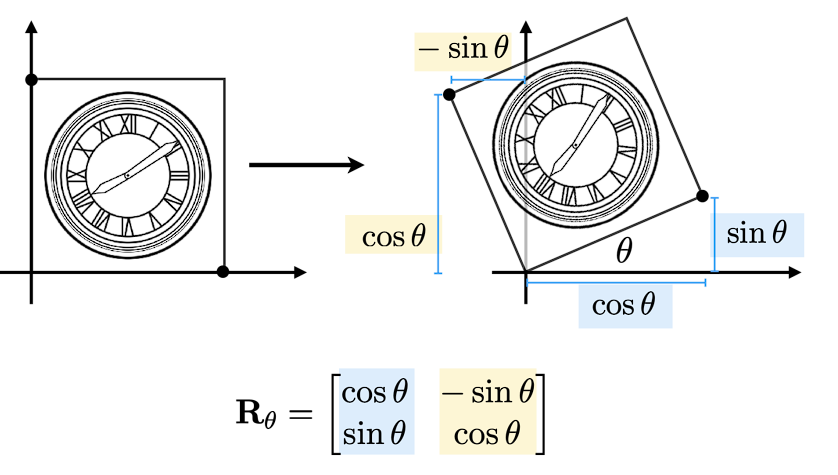 − sin θ
cos θ
sin θ
θ
cos θ
R_θ = [cos θ − sin θ
sin θ cos θ]